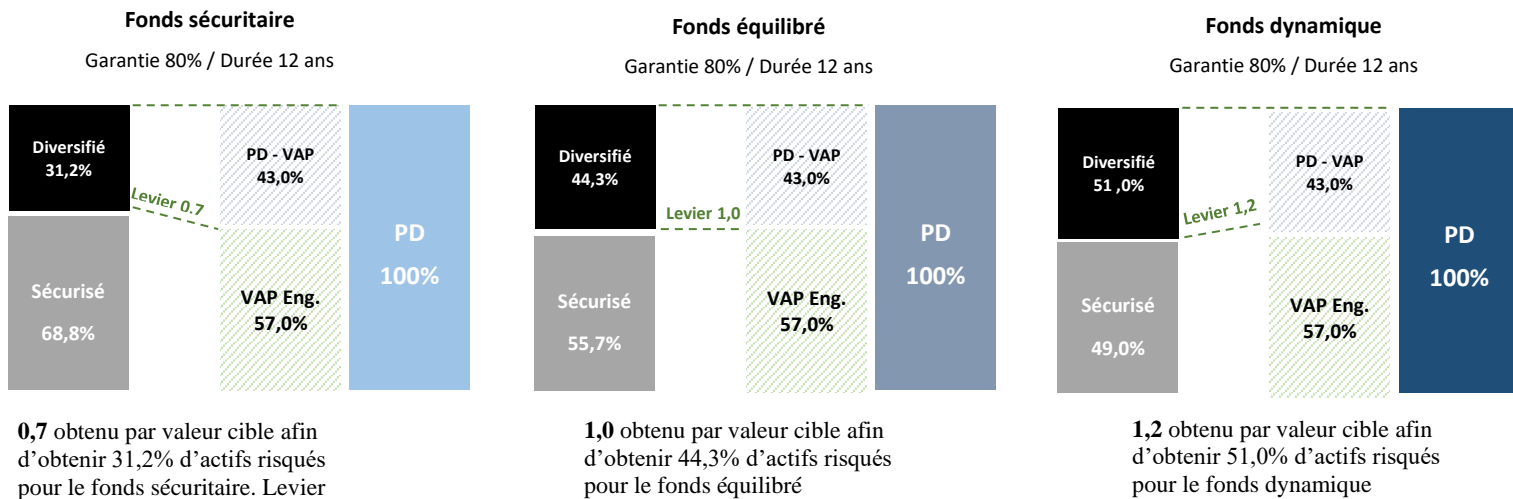 Fonds sécuritaire
Garantie 80% / Durée 12 ans
Diversifié
31,2%
Levier 0.7
Sécurisé
68,8%
PD - VAP
43,0%
VAP Eng.
57,0%
PD
100%
0,7 obtenu par valeur cible afin
d’obtenir 31,2% d’actifs risqués
pour le fonds sécuritaire. Levier
Fonds équilibré
Garantie 80% / Durée 12 ans
Diversifié
44,3%
Levier 1,0
Sécurisé
55,7%
PD - VAP
43,0%
VAP Eng.
57,0%
PD
100%
1,0 obtenu par valeur cible afin
d’obtenir 44,3% d’actifs risqués
pour le fonds équilibré
Fonds dynamique
Garantie 80% / Durée 12 ans
Diversifié
51 ,0%
Levier 1,2
Sécurisé
49,0%
PD - VAP
43,0%
VAP Eng.
57,0%
PD
100%
1,2 obtenu par valeur cible afin
d’obtenir 51,0% d’actifs risqués
pour le fonds dynamique